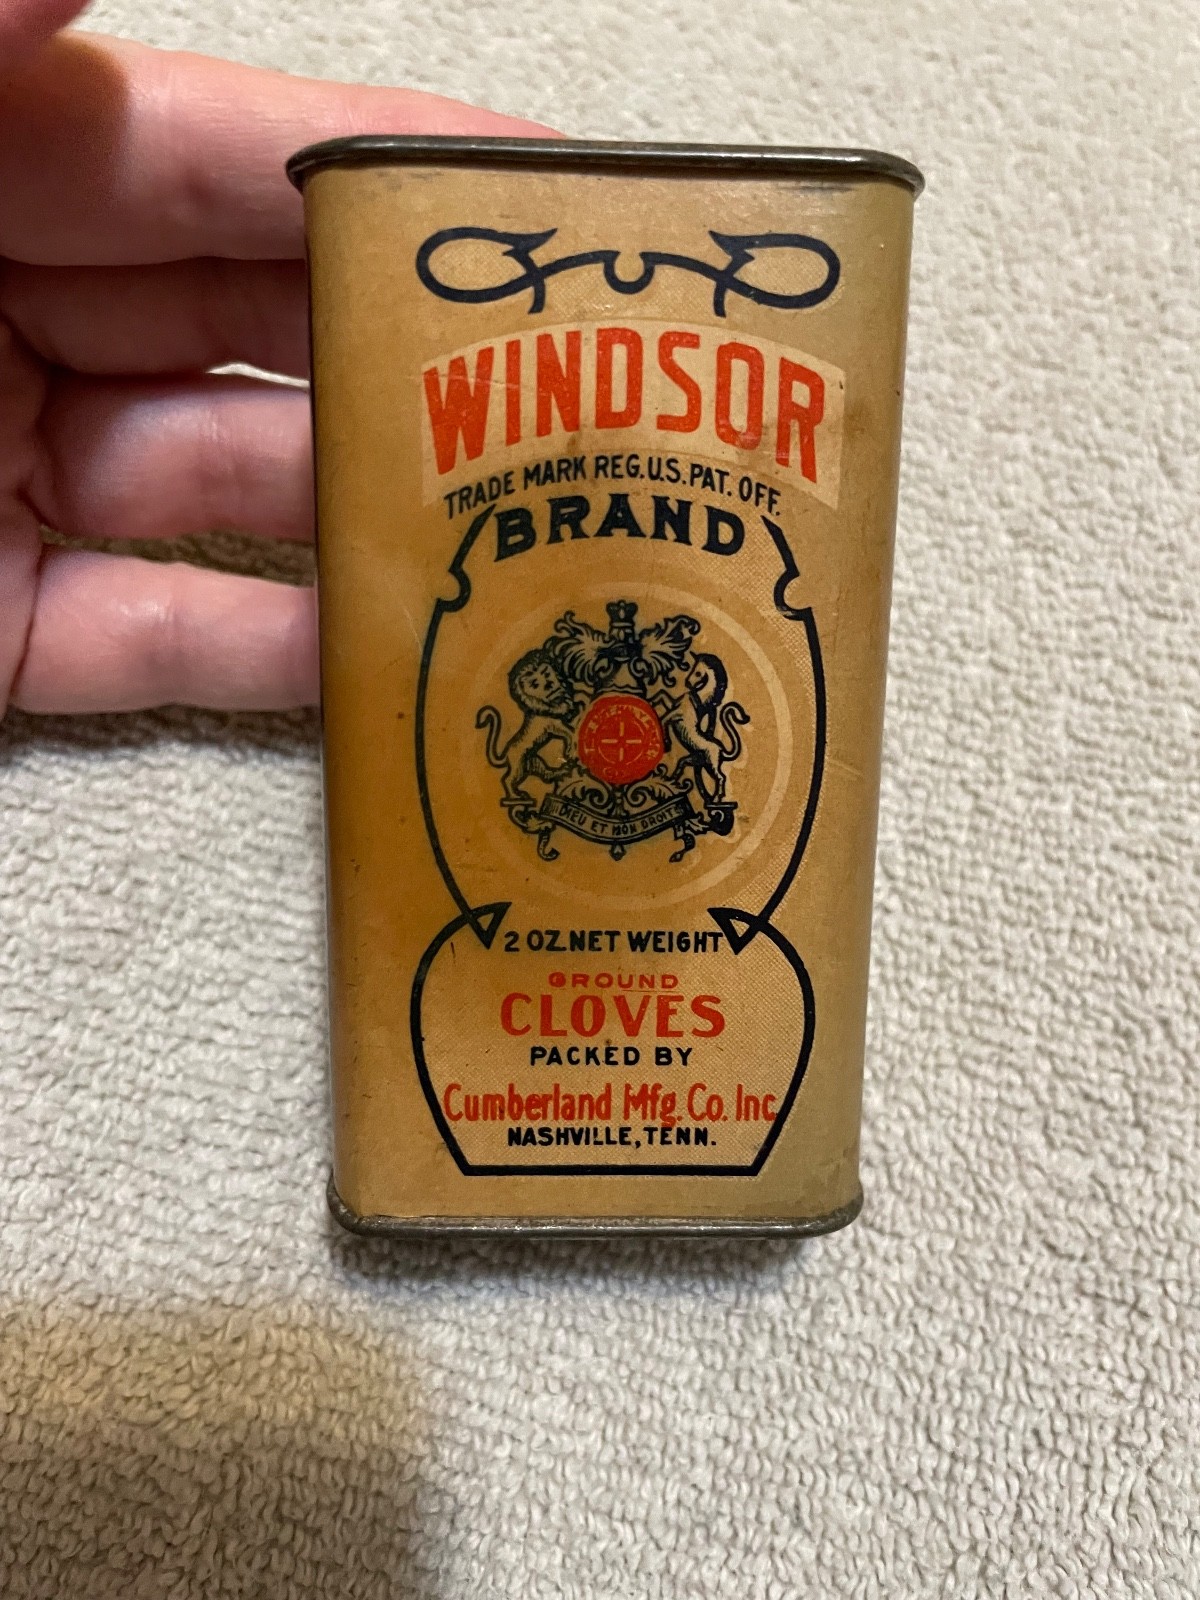 WINDSOR
TRADE MARK REG. U.S. PAT. OFF.
BRAND
DIEU ET MON DROIT
2 OZ. NET WEIGHT
GROUND
CLOVES
PACKED BY
Cumberland Mfg. Co. Inc.
NASHVILLE, TENN.